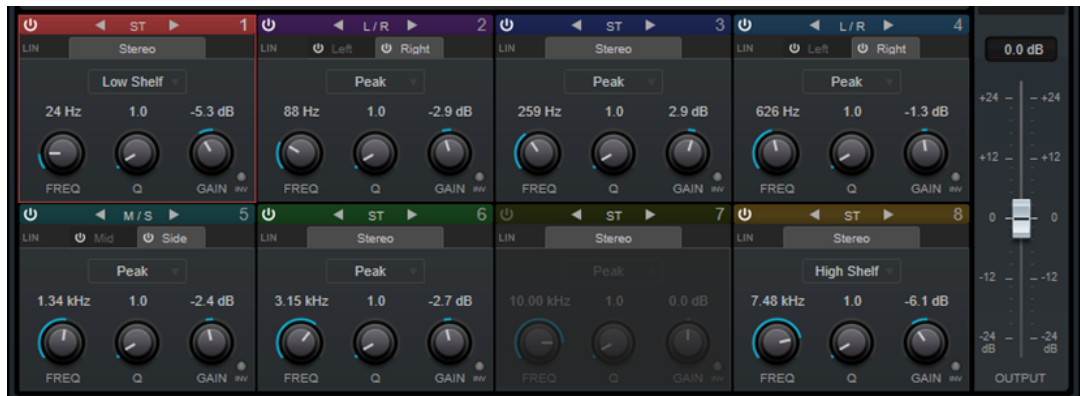 ST 1 L / R 2 ST 3 L / R 4
LIN Stereo LIN Left Right LIN Stereo LIN Left Right 0.0 dB
Low Shelf Peak Peak Peak
24 Hz 1.0 -5.3 dB 88 Hz 1.0 -2.9 dB 259 Hz 1.0 2.9 dB 626 Hz 1.0 -1.3 dB
+24 +24
+12 +12
FREQ Q GAIN INV FREQ Q GAIN INV FREQ Q GAIN INV FREQ Q GAIN INV
M / S 5 ST 6 ST 7 ST 8
0 0
LIN Mid Side LIN Stereo LIN Stereo LIN Stereo
Peak Peak Peak High Shelf
-12 -12
1.34 kHz 1.0 -2.4 dB 3.15 kHz 1.0 -2.7 dB 10.00 kHz 1.0 0.0 dB 7.48 kHz 1.0 -6.1 dB
-24 -24
dB dB
FREQ Q GAIN INV FREQ Q GAIN INV FREQ Q GAIN INV FREQ Q GAIN INV OUTPUT